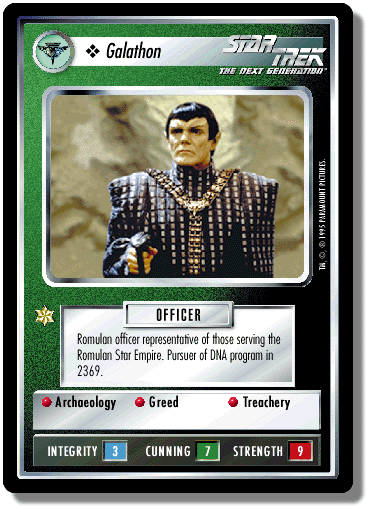 ❖ Galathon
STAR TREK
THE NEXT GENERATION®
TM, ©, ® 1995 PARAMOUNT PICTURES.
OFFICER
Romulan officer representative of those serving the
Romulan Star Empire. Pursuer of DNA program in
2369.
Archaeology Greed Treachery
INTEGRITY 3 CUNNING 7 STRENGTH 9